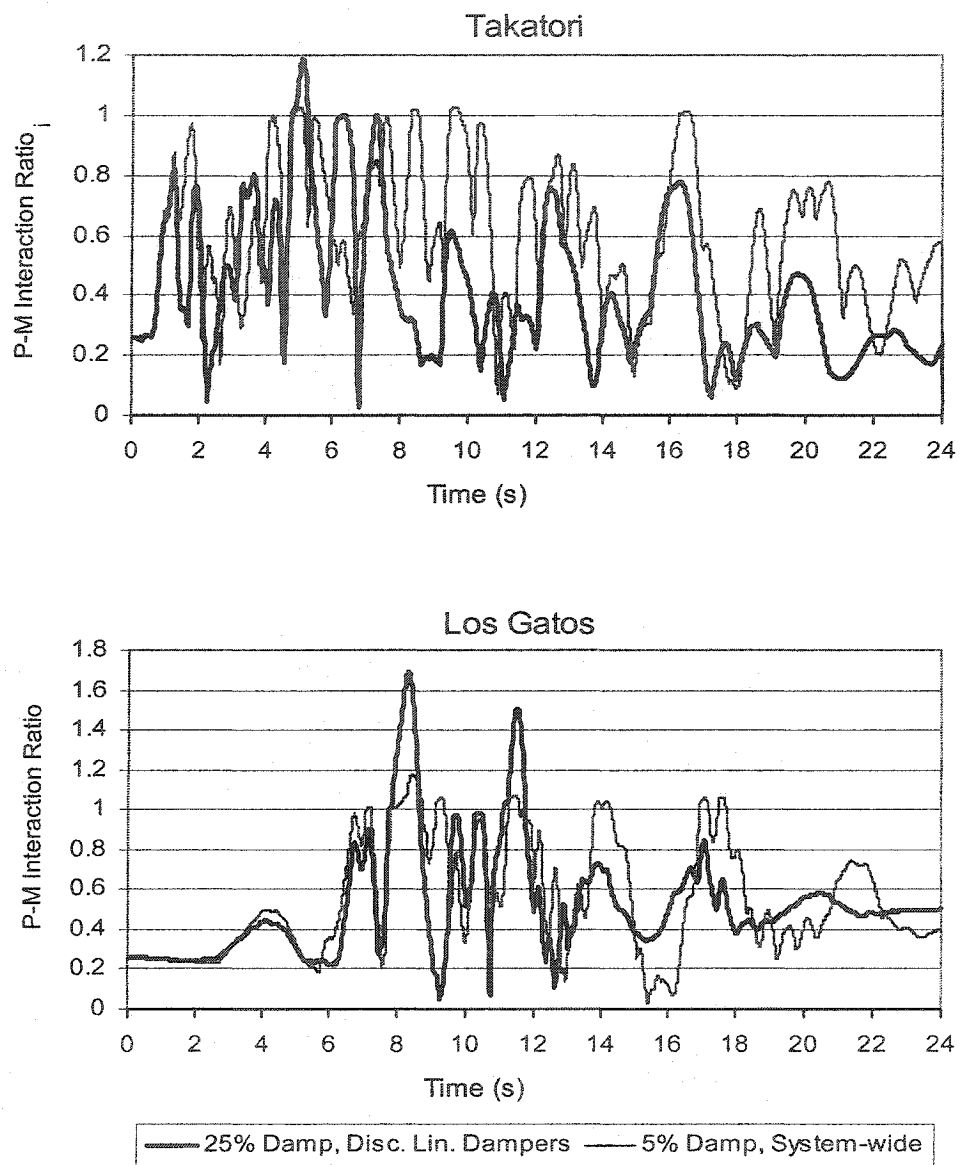 Takatori
P-M Interaction Ratio i
1.2
1
0.8
0.6
0.4
0.2
0
0 2 4 6 8 10 12 14 16 18 20 22 24
Time (s)
Los Gatos
P-M Interaction Ratio
1.8
1.6
1.4
1.2
1
0.8
0.6
0.4
0.2
0
0 2 4 6 8 10 12 14 16 18 20 22 24
Time (s)
25% Damp, Disc. Lin. Dampers 5% Damp, System-wide